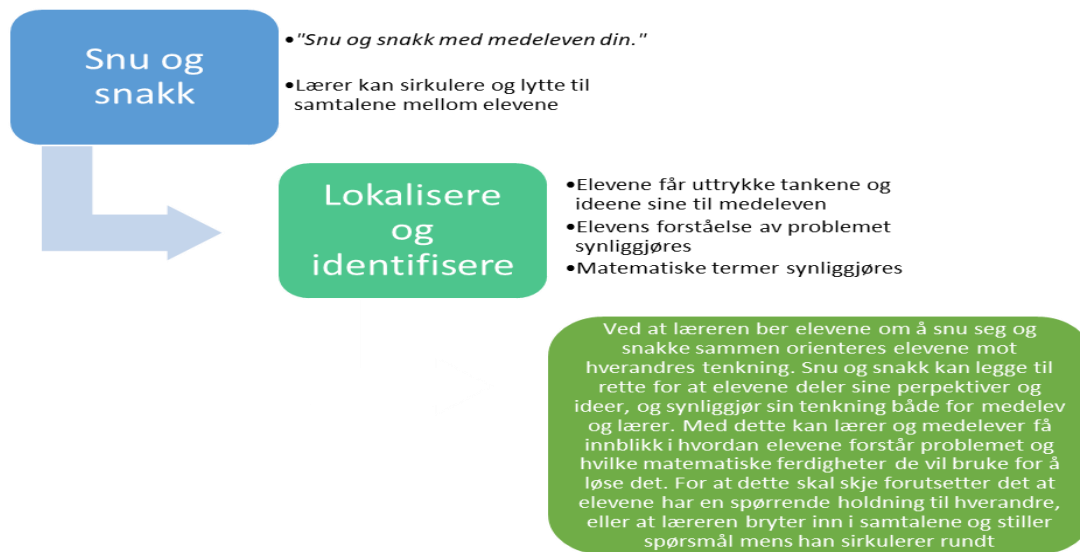 Snu og
snakk
•"Snu og snakk med medeleven din."
•Lærer kan sirkulere og lytte til
samtalene mellom elevene
Lokalisere
og
identifisere
•Elevene får uttrykke tankene og
ideene sine til medeleven
•Elevens forståelse av problemet
synliggjøres
•Matematiske termer synliggjøres
Ved at læreren ber elevene om å snu seg og
snakke sammen orienteres elevene mot
hverandres tenkning. Snu og snakk kan legge til
rette for at elevene deler sine perpektiver og
ideer, og synliggjør sin tenkning både for medelev
og lærer. Med dette kan lærer og medelever få
innblikk i hvordan elevene forstår problemet og
hvilke matematiske ferdigheter de vil bruke for å
løse det. For at dette skal skje forutsetter det at
elevene har en spørrende holdning til hverandre,
eller at læreren bryter inn i samtalene og stiller
spørsmål mens han sirkulerer rundt